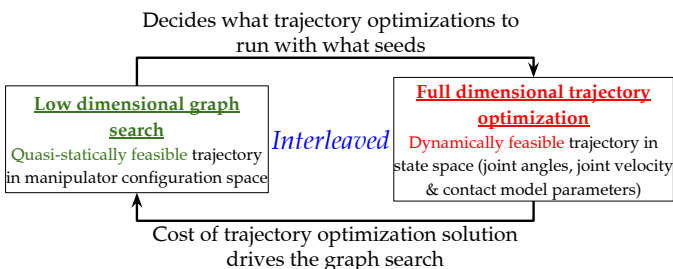 Decides what trajectory optimizations to
run with what seeds
Low dimensional graph
search
Quasi-statically feasible trajectory
in manipulator configuration space
Interleaved
Full dimensional trajectory
optimization
Dynamically feasible trajectory in
state space (joint angles, joint velocity
& contact model parameters)
Cost of trajectory optimization solution
drives the graph search